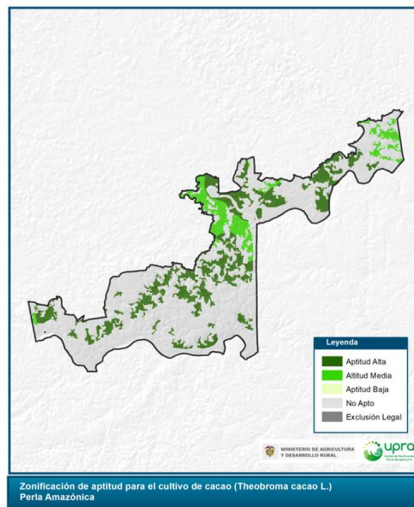 Leyenda
Aptitud Alta
Altitud Media
Aptitud Baja
No Apto
Exclusión Legal
MINISTERIO DE AGRICULTURA
Y DESARROLLO RURAL
upra
Zonificación de aptitud para el cultivo de cacao (Theobroma cacao L.)
Perla Amazónica